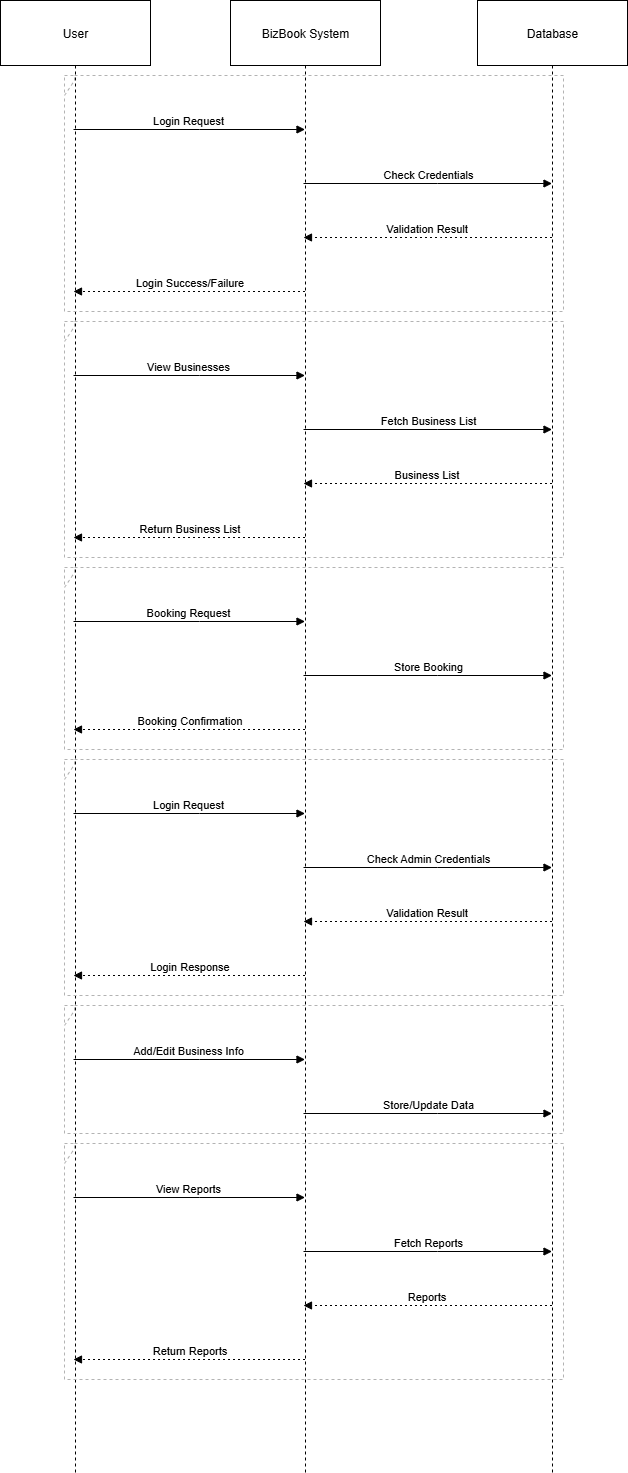 User
BizBook System
Database
Login Request
Check Credentials
Validation Result
Login Success/Failure
View Businesses
Fetch Business List
Business List
Return Business List
Booking Request
Store Booking
Booking Confirmation
Login Request
Check Admin Credentials
Validation Result
Login Response
Add/Edit Business Info
Store/Update Data
View Reports
Fetch Reports
Reports
Return Reports